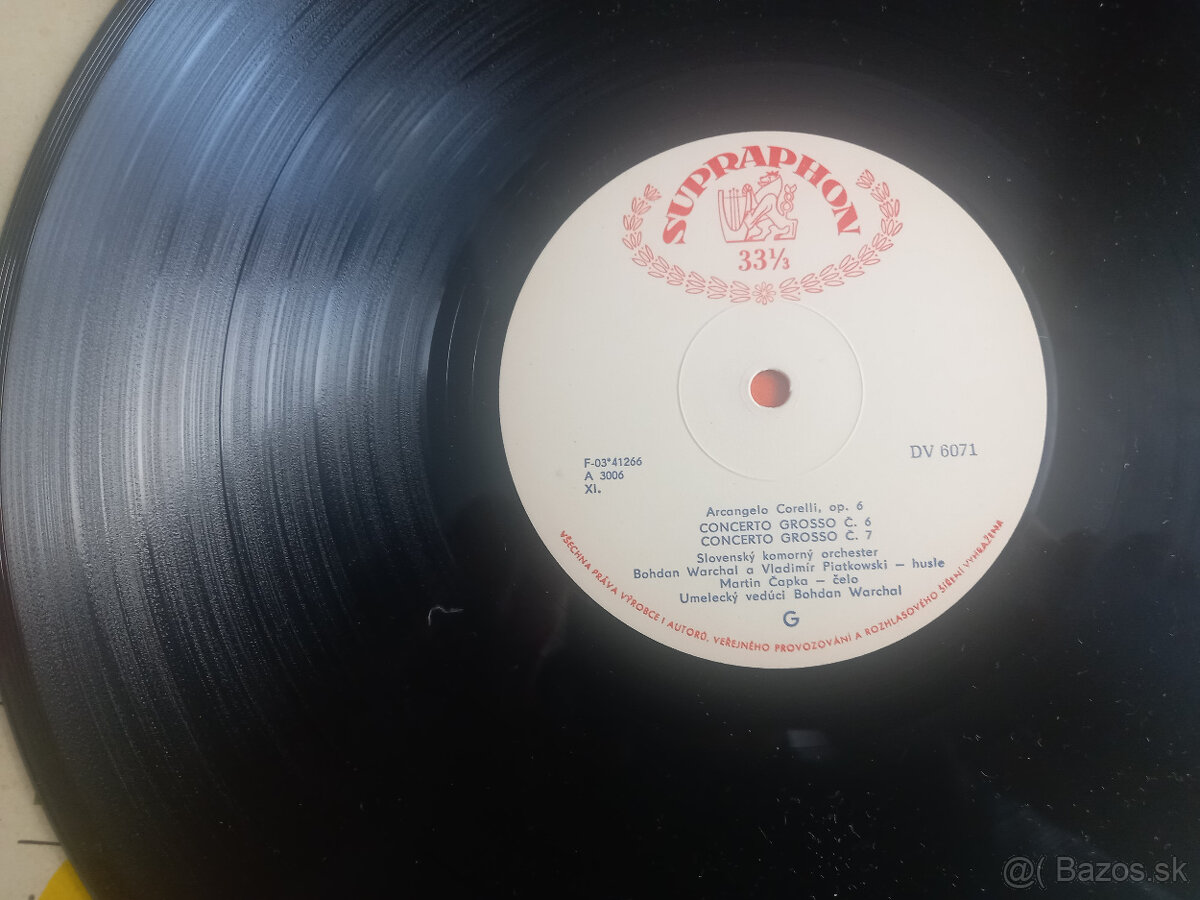 SUPRAPHON
33⅓
F-03*41266
A 3006
XI.
DV 6071
Arcangelo Corelli, op. 6
CONCERTO GROSSO Č. 6
CONCERTO GROSSO Č. 7
Slovenský komorný orchester
Bohdan Warchal a Vladimír Piatkowski — husle
Martin Čapka — čelo
Umelecký vedúci Bohdan Warchal
G
VŠECHNA PRÁVA VÝROBCE I AUTORŮ, VEŘEJNÉHO PROVOZOVÁNÍ A ROZHLASOVÉHO ŠÍŘENÍ VYHRAŽENA
@( Bazos.sk